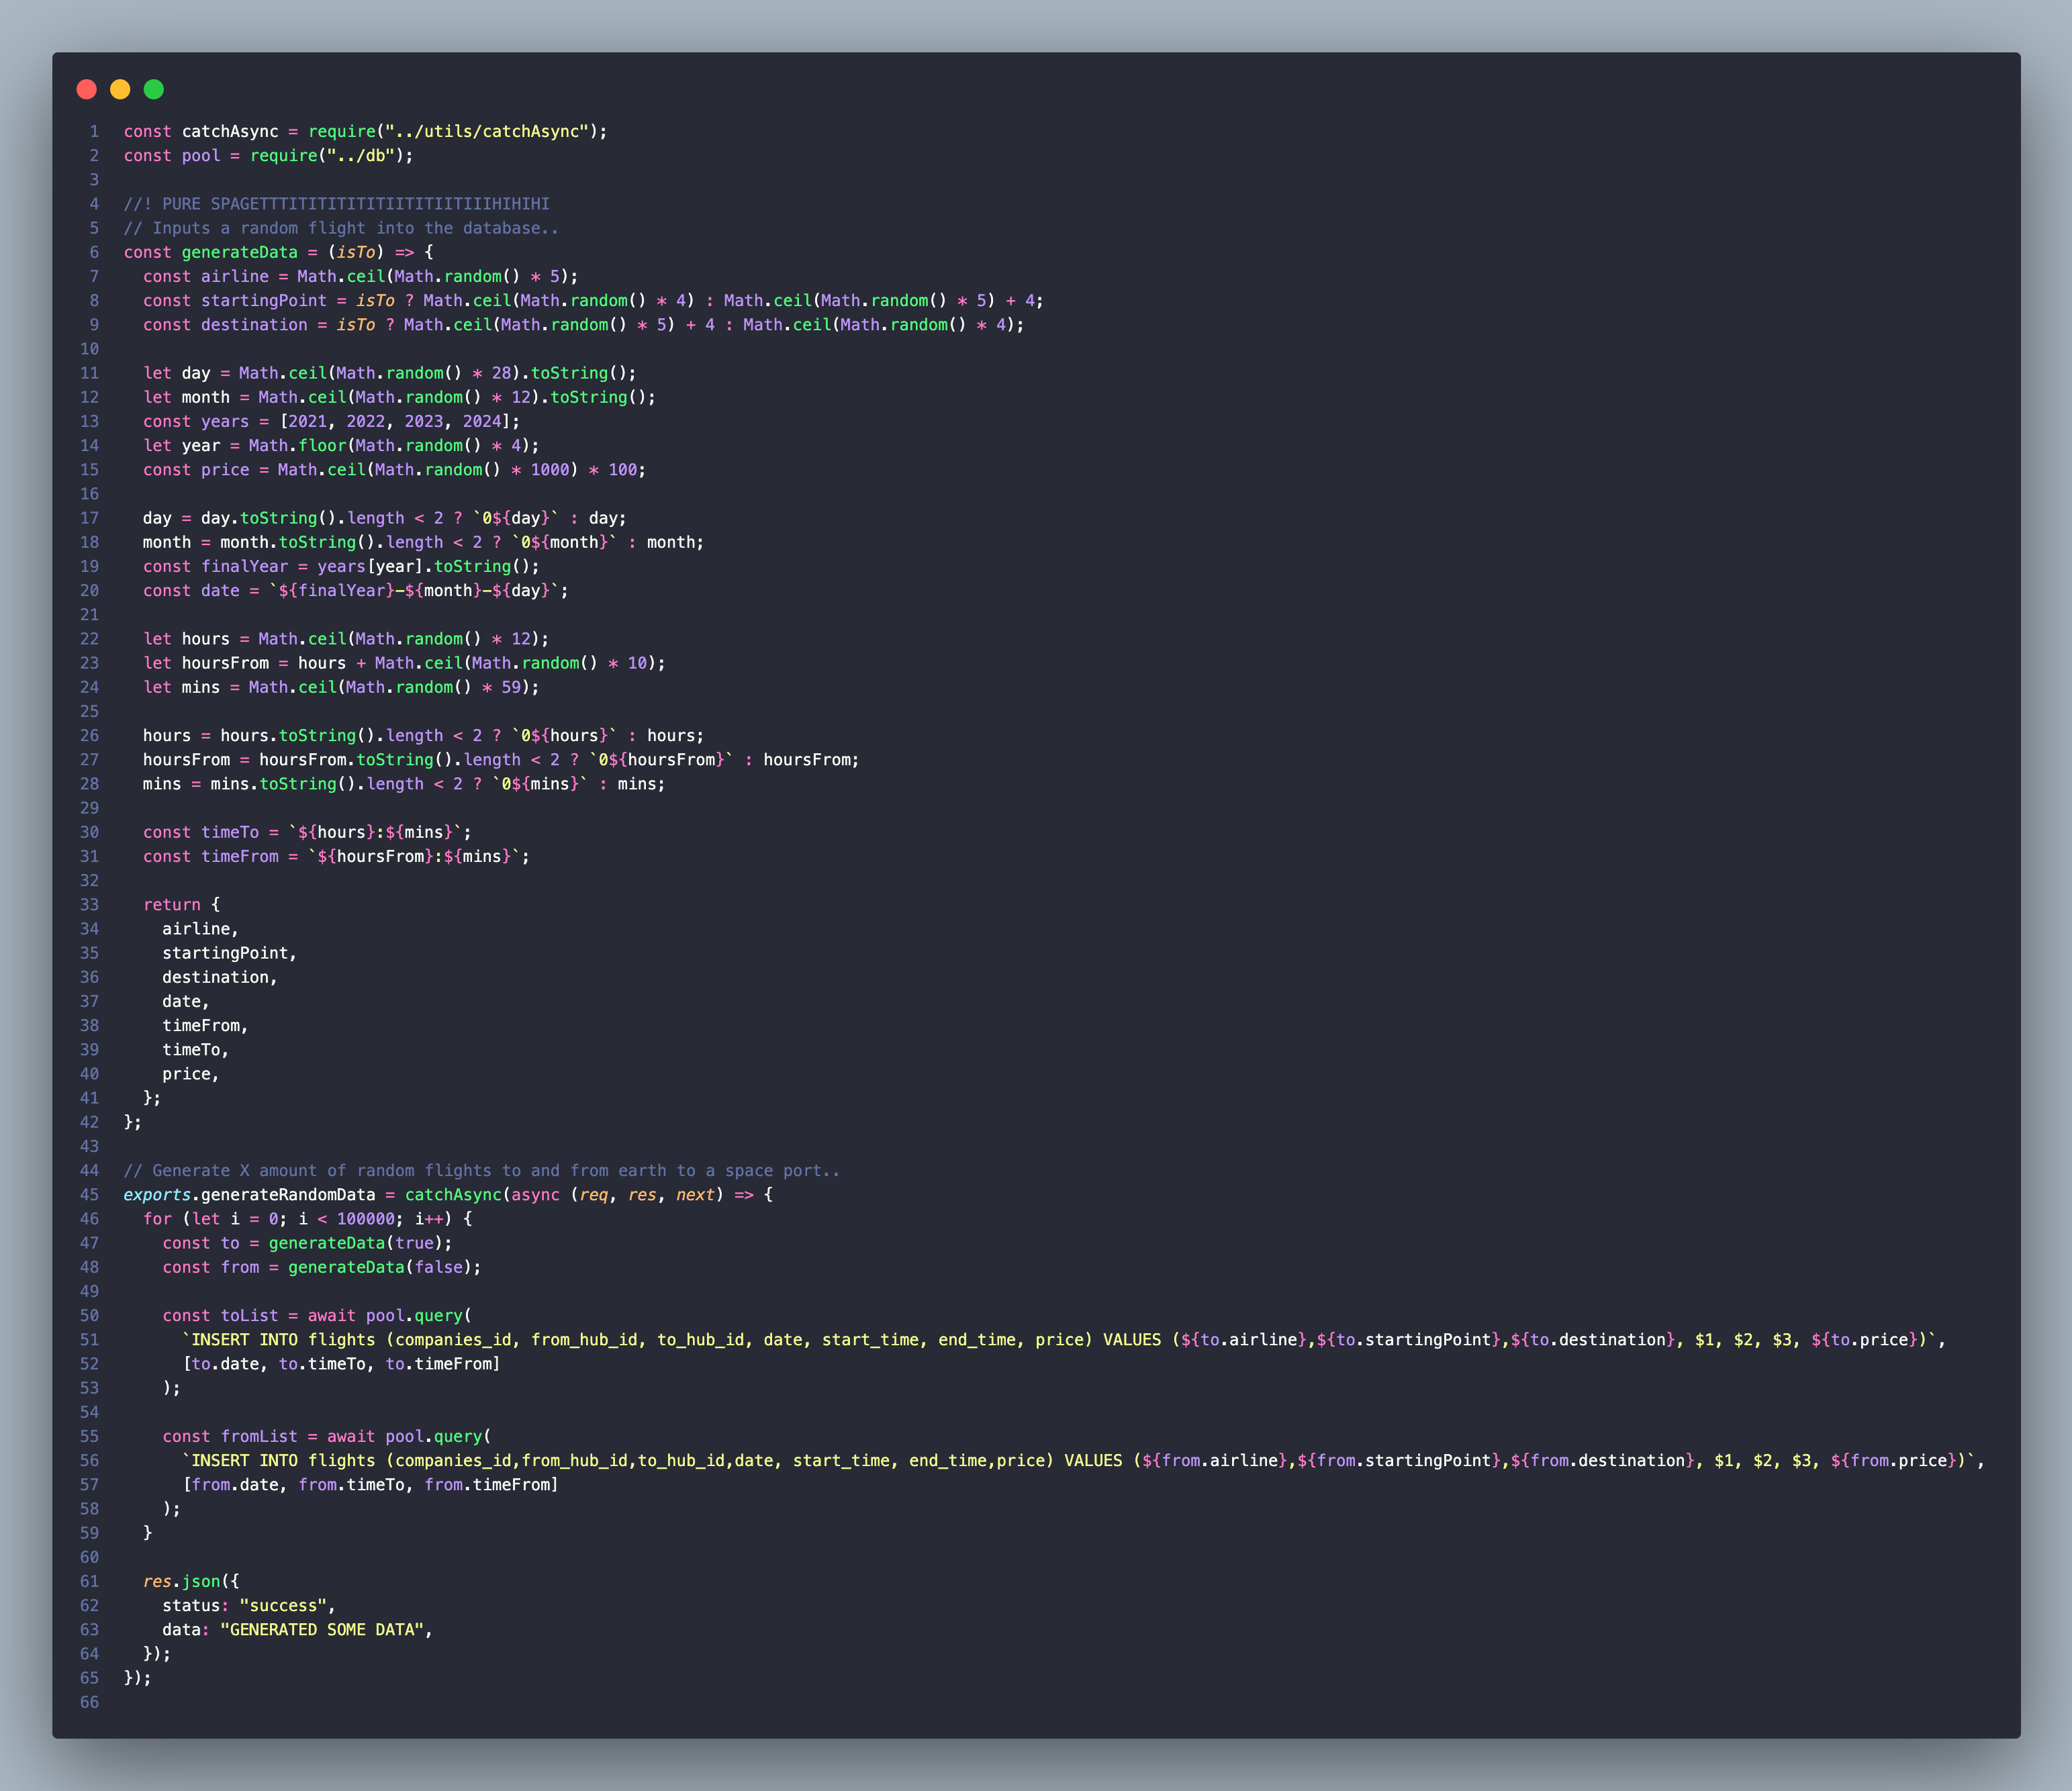 1 const catchAsync = require("../utils/catchAsync");
2 const pool = require("../db");
3
4 //! PURE SPAGETTTITITITITITIITITIITIIIHIHIHI
5 // Inputs a random flight into the database..
6 const generateData = (isTo) => {
7   const airline = Math.ceil(Math.random() * 5);
8   const startingPoint = isTo ? Math.ceil(Math.random() * 4) : Math.ceil(Math.random() * 5) + 4;
9   const destination = isTo ? Math.ceil(Math.random() * 5) + 4 : Math.ceil(Math.random() * 4);
10
11   let day = Math.ceil(Math.random() * 28).toString();
12   let month = Math.ceil(Math.random() * 12).toString();
13   const years = [2021, 2022, 2023, 2024];
14   let year = Math.floor(Math.random() * 4);
15   const price = Math.ceil(Math.random() * 1000) * 100;
16
17   day = day.toString().length < 2 ? `0${day}` : day;
18   month = month.toString().length < 2 ? `0${month}` : month;
19   const finalYear = years[year].toString();
20   const date = `${finalYear}-${month}-${day}`;
21
22   let hours = Math.ceil(Math.random() * 12);
23   let hoursFrom = hours + Math.ceil(Math.random() * 10);
24   let mins = Math.ceil(Math.random() * 59);
25
26   hours = hours.toString().length < 2 ? `0${hours}` : hours;
27   hoursFrom = hoursFrom.toString().length < 2 ? `0${hoursFrom}` : hoursFrom;
28   mins = mins.toString().length < 2 ? `0${mins}` : mins;
29
30   const timeTo = `${hours}:${mins}`;
31   const timeFrom = `${hoursFrom}:${mins}`;
32
33   return {
34     airline,
35     startingPoint,
36     destination,
37     date,
38     timeFrom,
39     timeTo,
40     price,
41   };
42 };
43
44 // Generate X amount of random flights to and from earth to a space port..
45 exports.generateRandomData = catchAsync(async (req, res, next) => {
46   for (let i = 0; i < 100000; i++) {
47     const to = generateData(true);
48     const from = generateData(false);
49
50     const toList = await pool.query(
51       `INSERT INTO flights (companies_id, from_hub_id, to_hub_id, date, start_time, end_time, price) VALUES (${to.airline},${to.startingPoint},${to.destination}, $1, $2, $3, ${to.price})`,
52       [to.date, to.timeTo, to.timeFrom]
53     );
54
55     const fromList = await pool.query(
56       `INSERT INTO flights (companies_id,from_hub_id,to_hub_id,date, start_time, end_time,price) VALUES (${from.airline},${from.startingPoint},${from.destination}, $1, $2, $3, ${from.price})`,
57       [from.date, from.timeTo, from.timeFrom]
58     );
59   }
60
61   res.json({
62     status: "success",
63     data: "GENERATED SOME DATA",
64   });
65 });
66